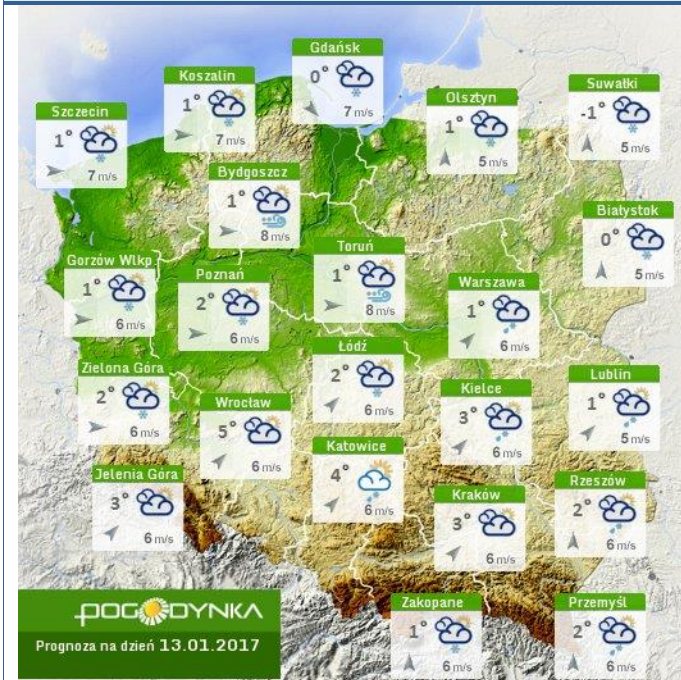 Gdańsk
0°
7 m/s
Koszalin
1°
7 m/s
Suwałki
-1°
5 m/s
Olsztyn
1°
5 m/s
Szczecin
1°
7 m/s
Bydgoszcz
1°
8 m/s
Białystok
0°
5 m/s
Toruń
1°
8 m/s
Gorzów Wlkp
1°
6 m/s
Poznań
2°
6 m/s
Warszawa
1°
6 m/s
Łódź
2°
6 m/s
Zielona Góra
2°
6 m/s
Lublin
1°
5 m/s
Kielce
3°
6 m/s
Wrocław
5°
6 m/s
Katowice
4°
6 m/s
Jelenia Góra
3°
6 m/s
Rzeszów
2°
6 m/s
Kraków
3°
6 m/s
Zakopane
1°
6 m/s
Przemyśl
2°
6 m/s
POGODYNKA
Prognoza na dzień 13.01.2017